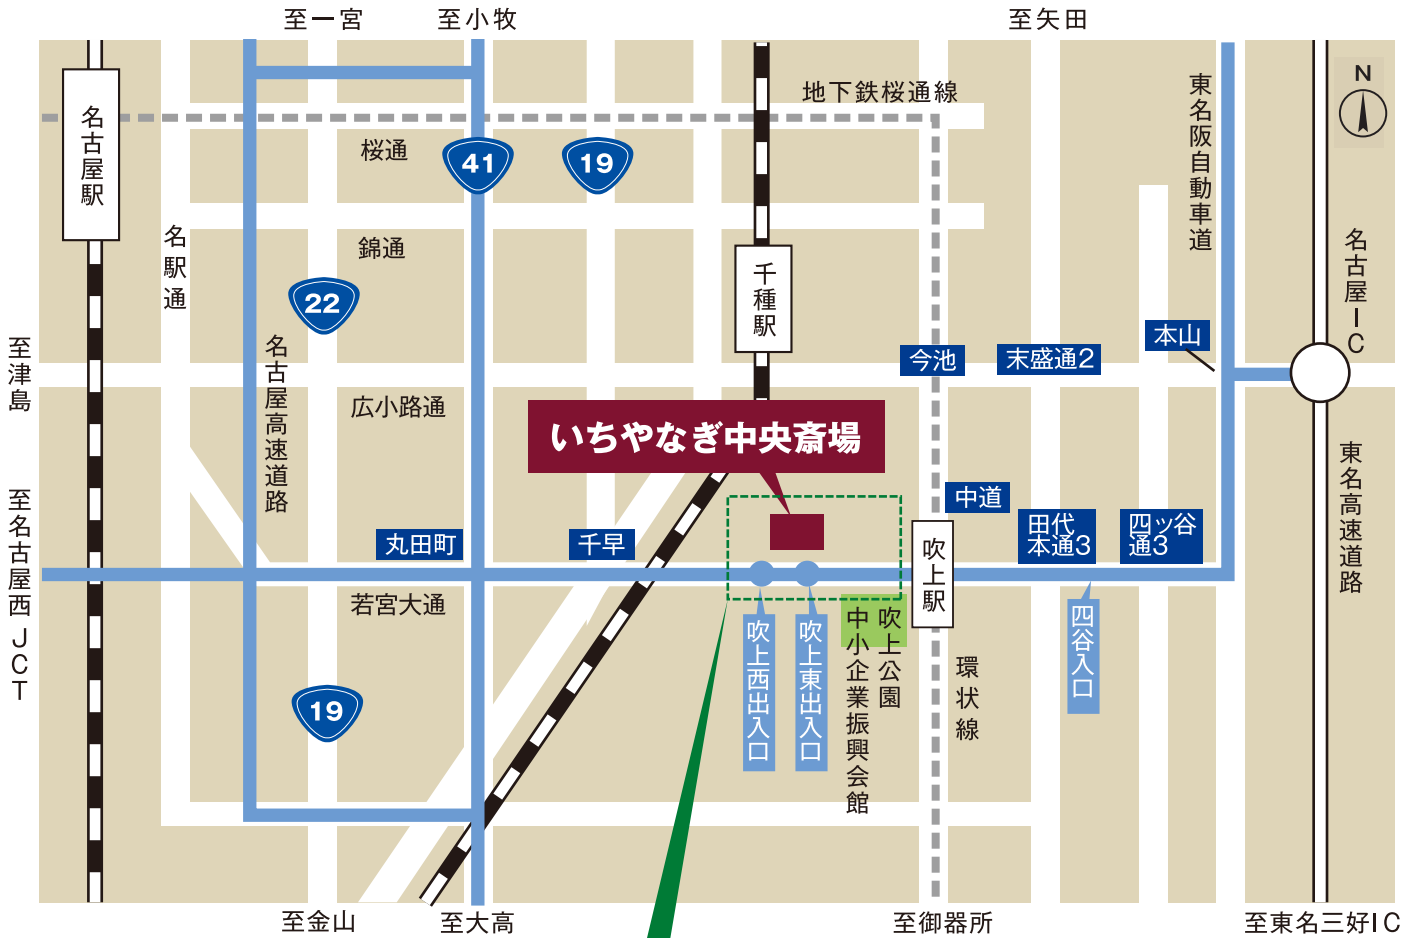 至一宮
至小牧
至矢田
N
地下鉄桜通線
東名阪自動車道
名古屋駅
桜通
41
19
名駅通
錦通
千種駅
名古屋IC
22
本山
至津島
名古屋高速道路
今池
末盛通2
広小路通
いちやなぎ中央斎場
東名高速道路
至名古屋西JCT
中道
丸田町
千早
吹上駅
田代
本通3
四ッ谷
通3
若宮大通
吹上西出入口
吹上東出入口
中小企業振興会館
吹上公園
四谷入口
環状線
19
至金山
至大高
至御器所
至東名三好IC